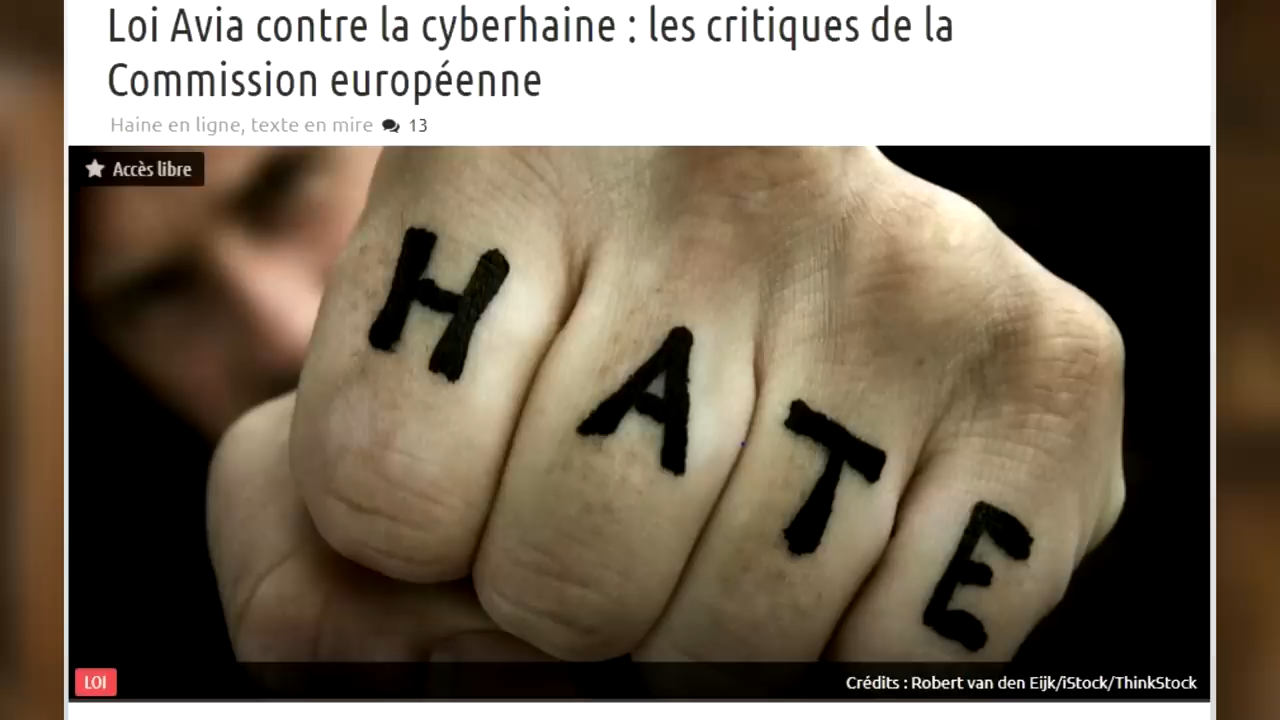 Loi Avia contre la cyberhaine : les critiques de la
Commission européenne
Haine en ligne, texte en mire 13
Accès libre
HATE
LOI
Crédits : Robert van den Eijk/iStock/ThinkStock